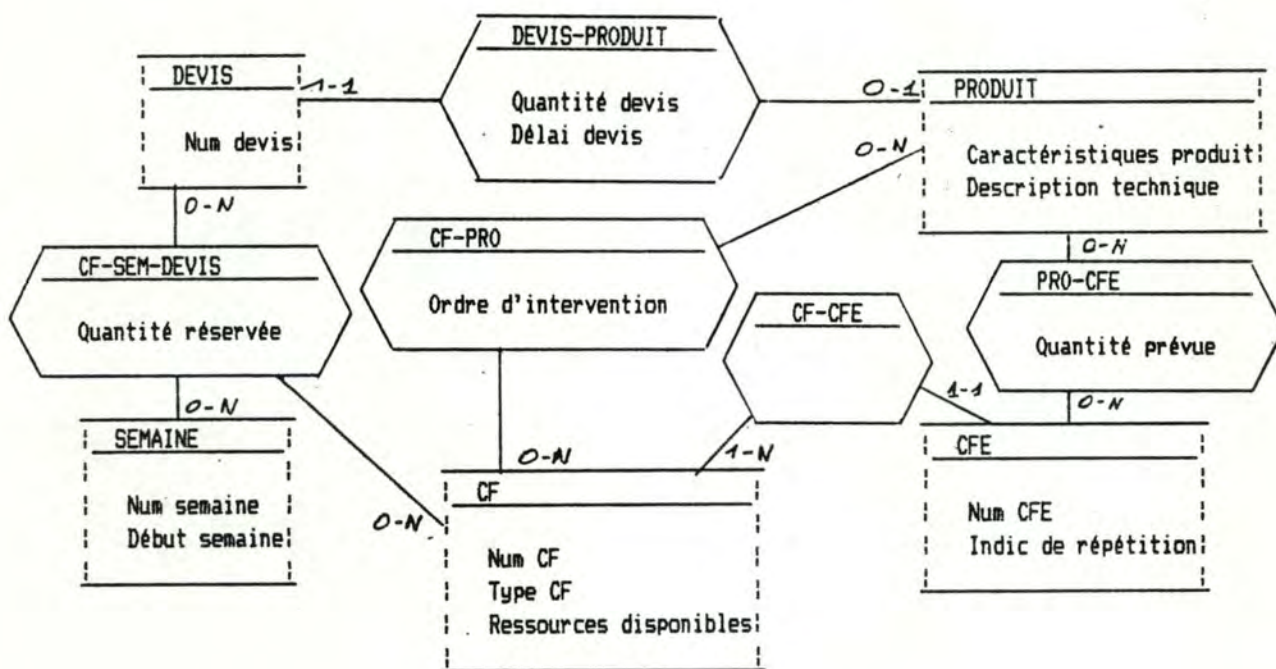 DEVIS-PRODUIT
Quantité devis
Délai devis
DEVIS
Num devis
1-1
0-1
PRODUIT
Caractéristiques produit
Description technique
0-N
0-N
CF-SEM-DEVIS
Quantité réservée
CF-PRO
Ordre d'intervention
0-N
PRO-CFE
Quantité prévue
CF-CFE
0-N
SEMAINE
Num semaine
Début semaine
1-1
0-N
0-N
1-N
0-N
CF
Num CF
Type CF
Ressources disponibles
CFE
Num CFE
Indic de répétition